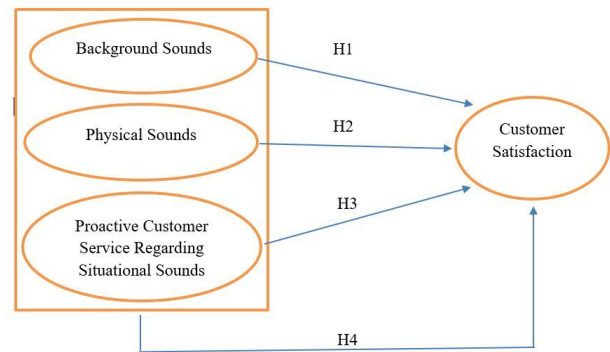 Background Sounds
H1
Physical Sounds
H2
Customer
Satisfaction
Proactive Customer
Service Regarding
Situational Sounds
H3
H4